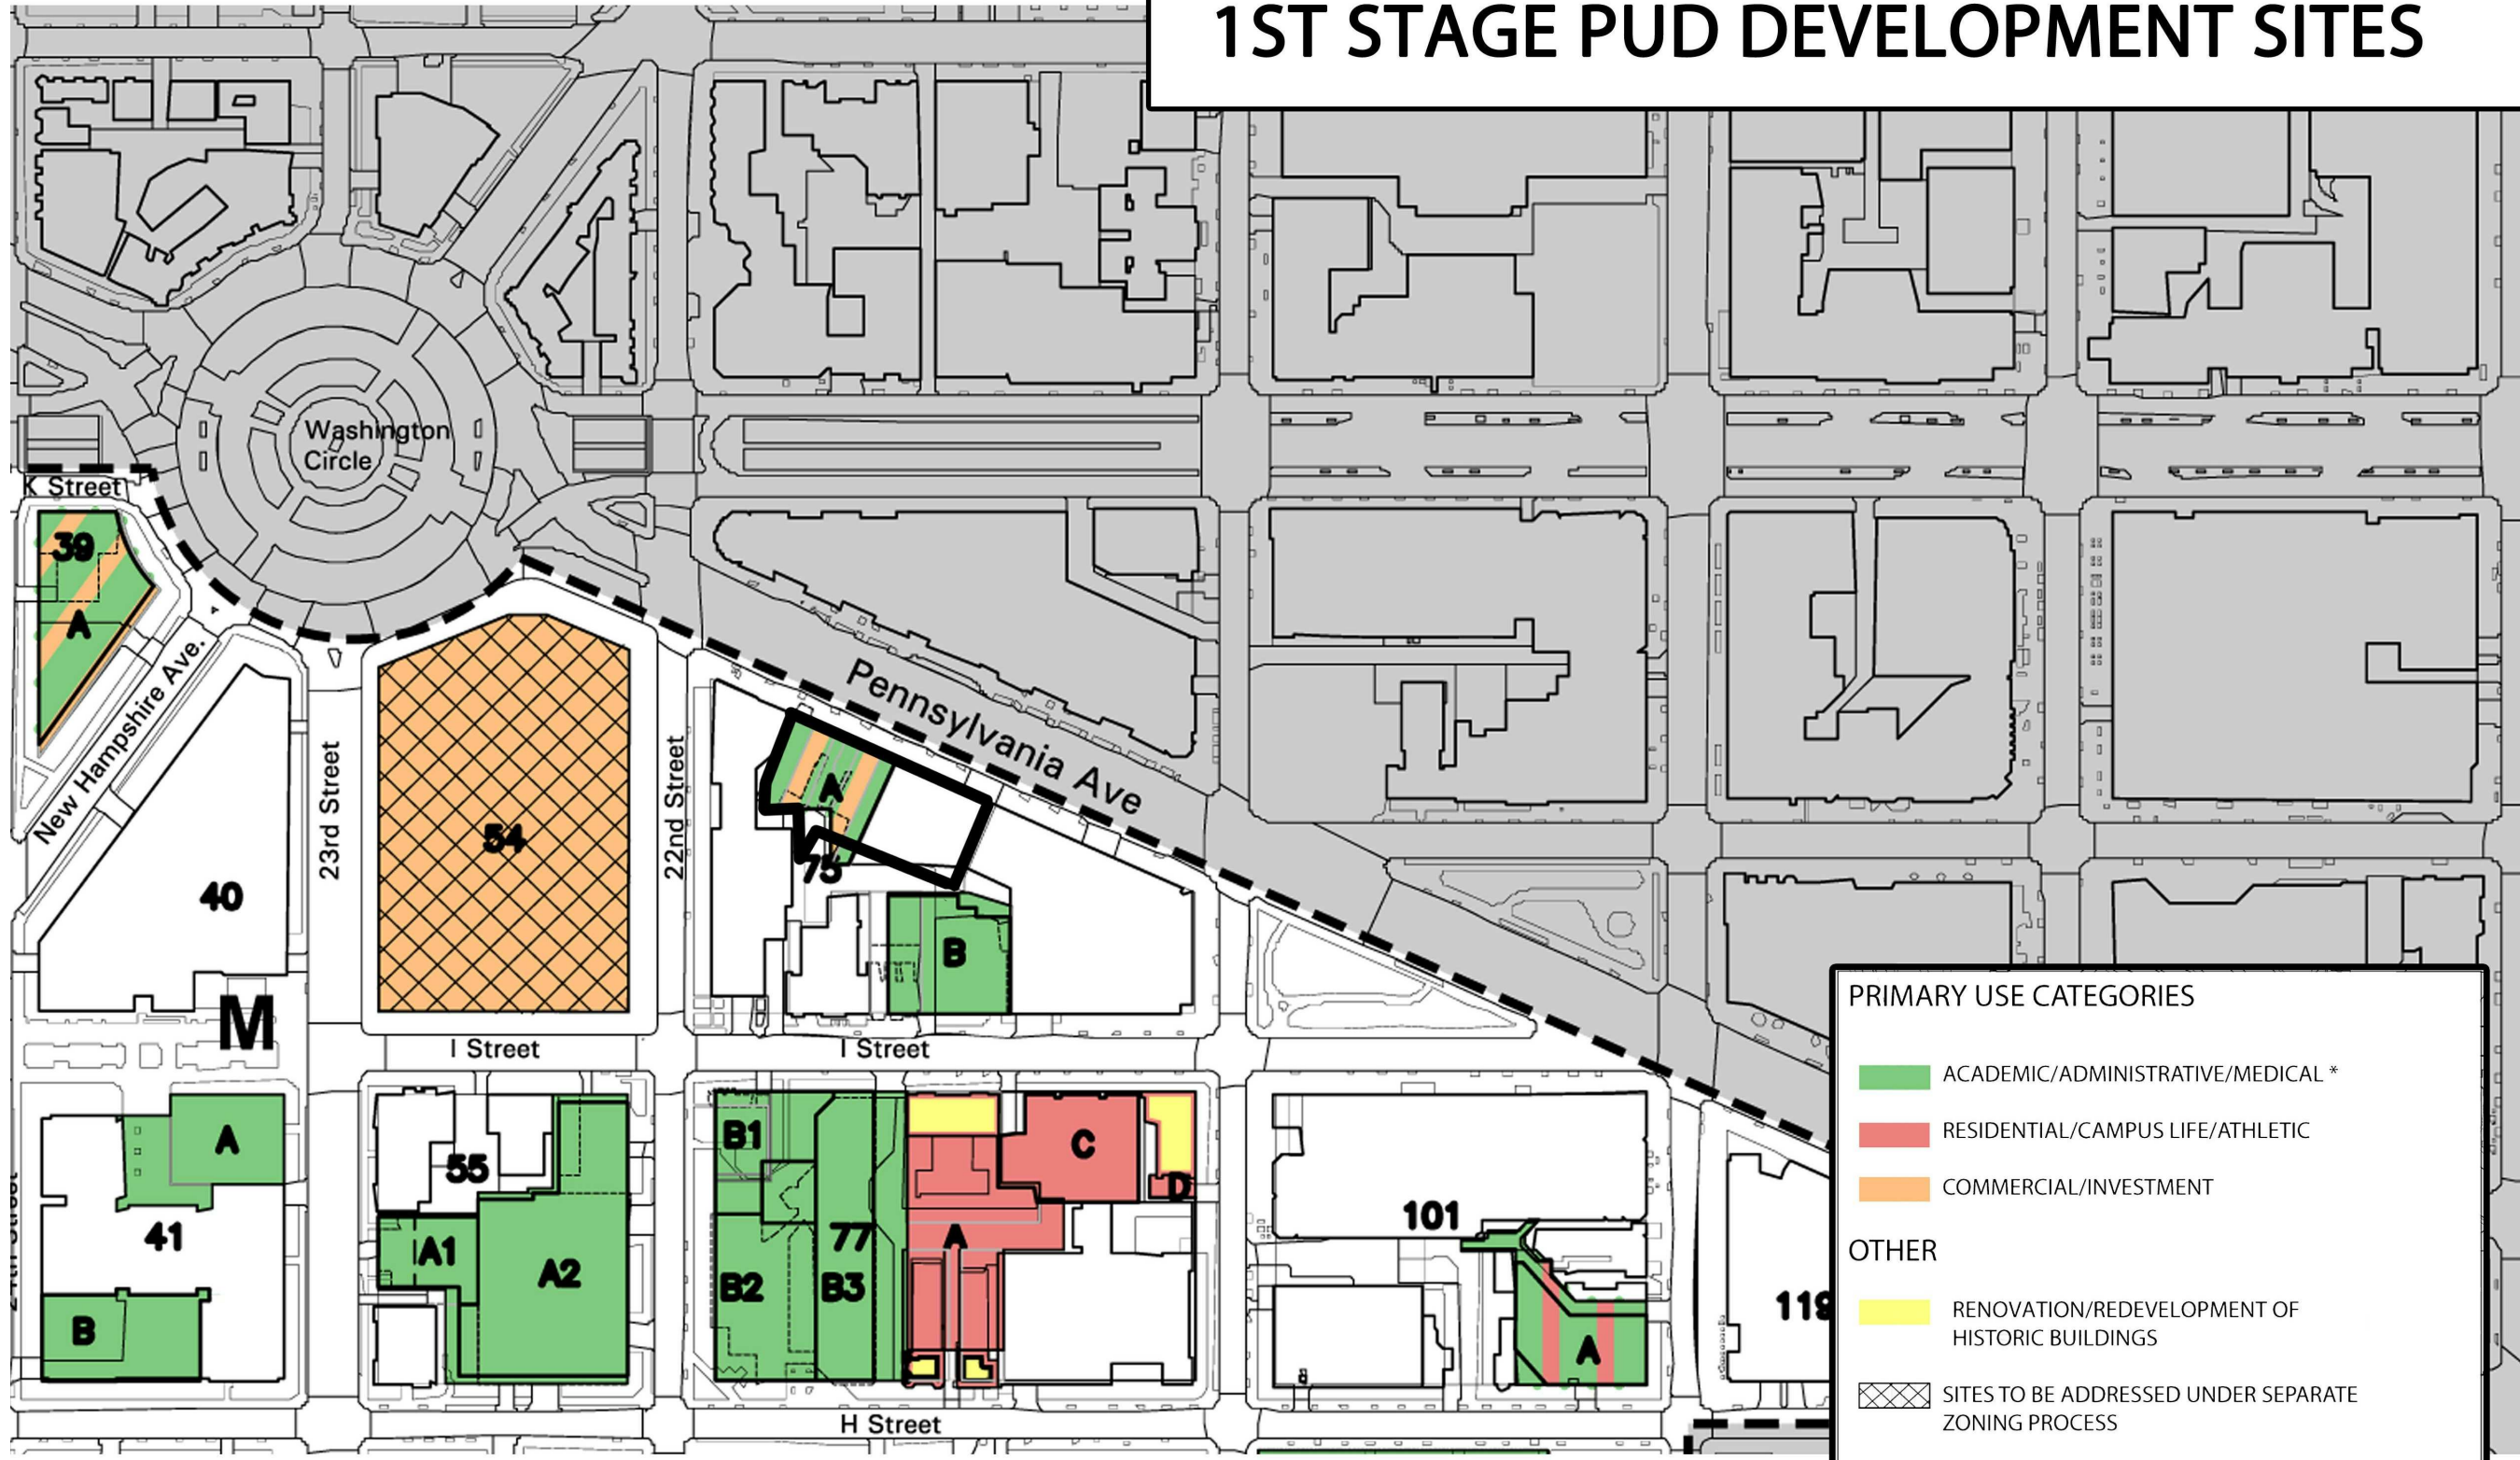 1ST STAGE PUD DEVELOPMENT SITES
Washington
Circle
K Street
39
A
New Hampshire Ave.
40
M
23rd Street
54
22nd Street
Pennsylvania Ave
A
75
B
I Street
I Street
A
41
B
55
A1
A2
B1
B2
77
B3
A
C
D
101
A
119
H Street
PRIMARY USE CATEGORIES
ACADEMIC/ADMINISTRATIVE/MEDICAL *
RESIDENTIAL/CAMPUS LIFE/ATHLETIC
COMMERCIAL/INVESTMENT
OTHER
RENOVATION/REDEVELOPMENT OF
HISTORIC BUILDINGS
SITES TO BE ADDRESSED UNDER SEPARATE
ZONING PROCESS